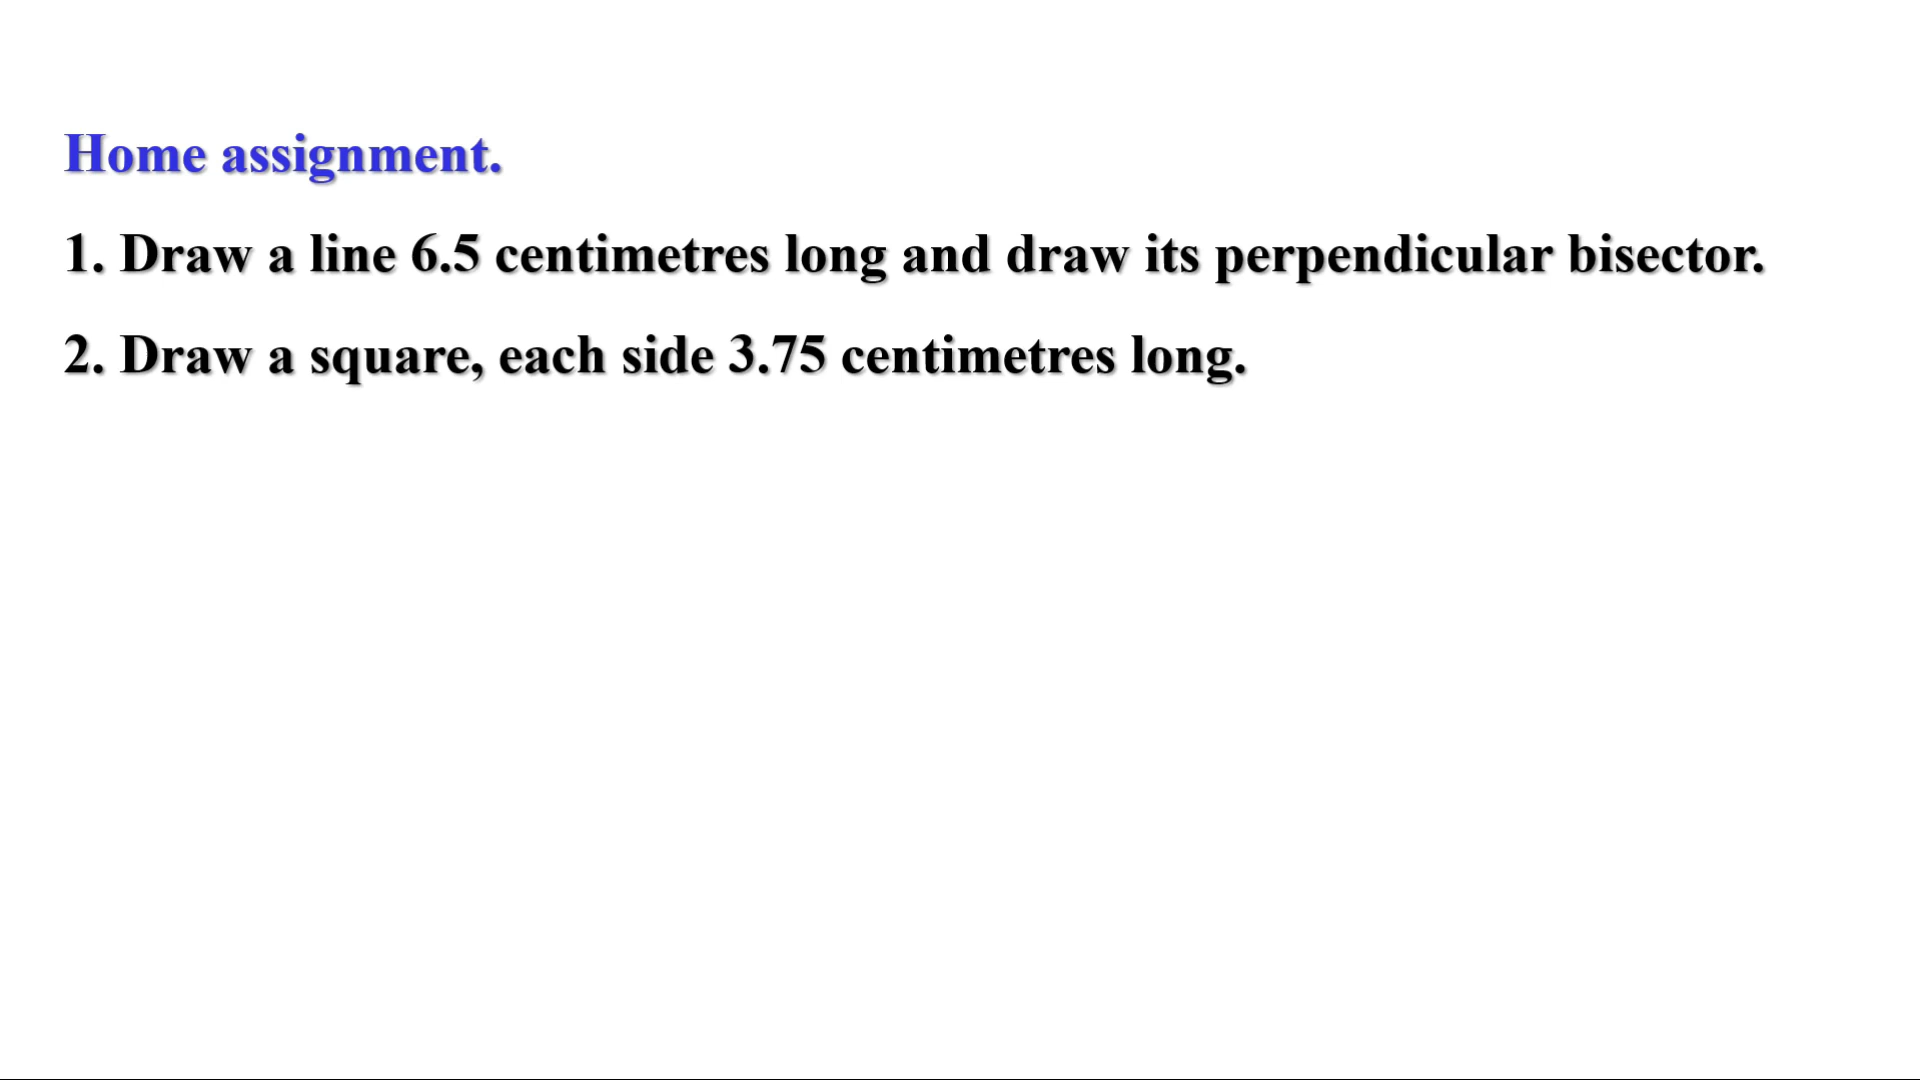 Home assignment.
1. Draw a line 6.5 centimetres long and draw its perpendicular bisector.
2. Draw a square, each side 3.75 centimetres long.